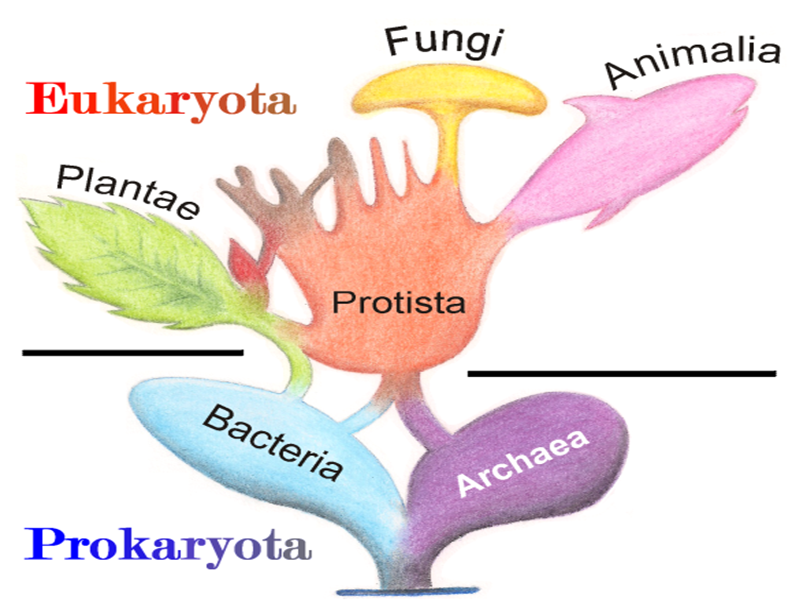 Fungi
Animalia
Eukaryota
Plantae
Protista
Bacteria
Archaea
Prokaryota